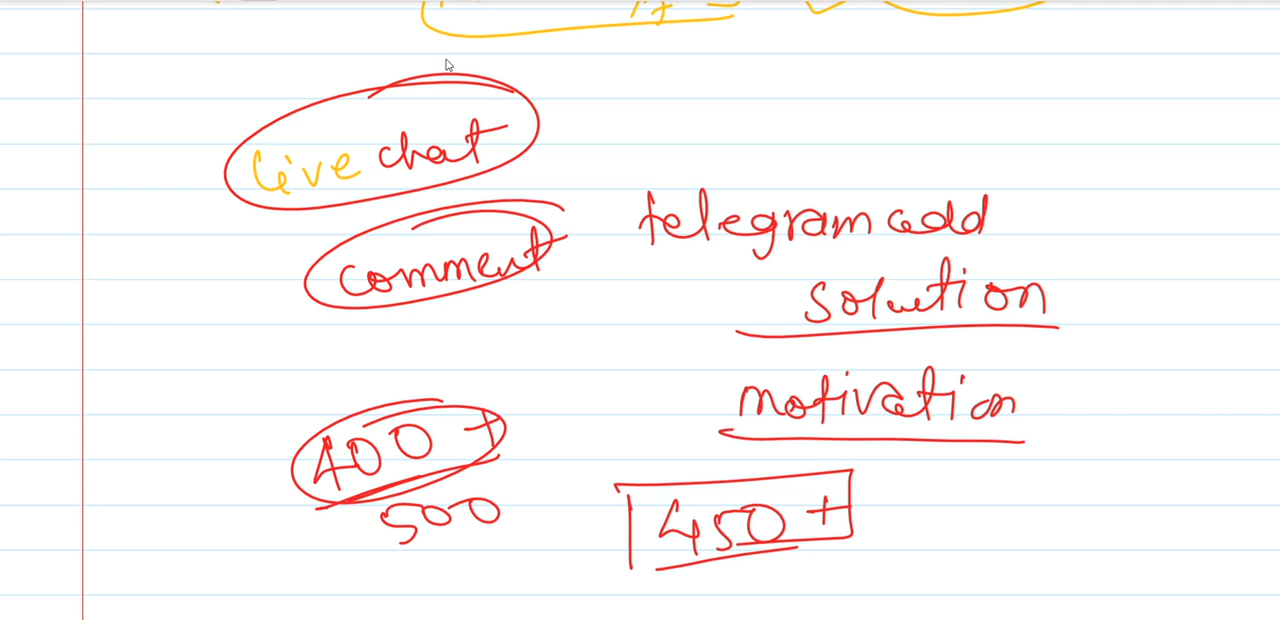 live chat
comment
telegram add
solution
motivation
400 +
500
450 +